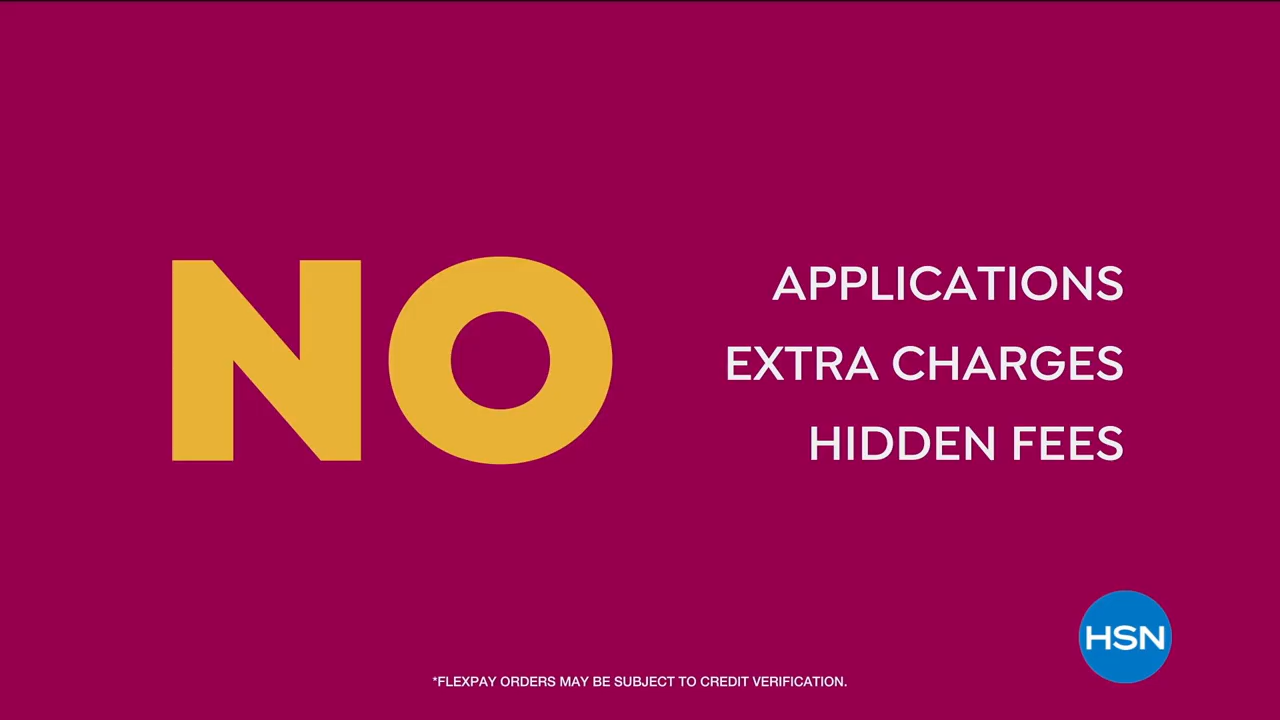 NO
APPLICATIONS
EXTRA CHARGES
HIDDEN FEES
HSN
*FLEXPAY ORDERS MAY BE SUBJECT TO CREDIT VERIFICATION.